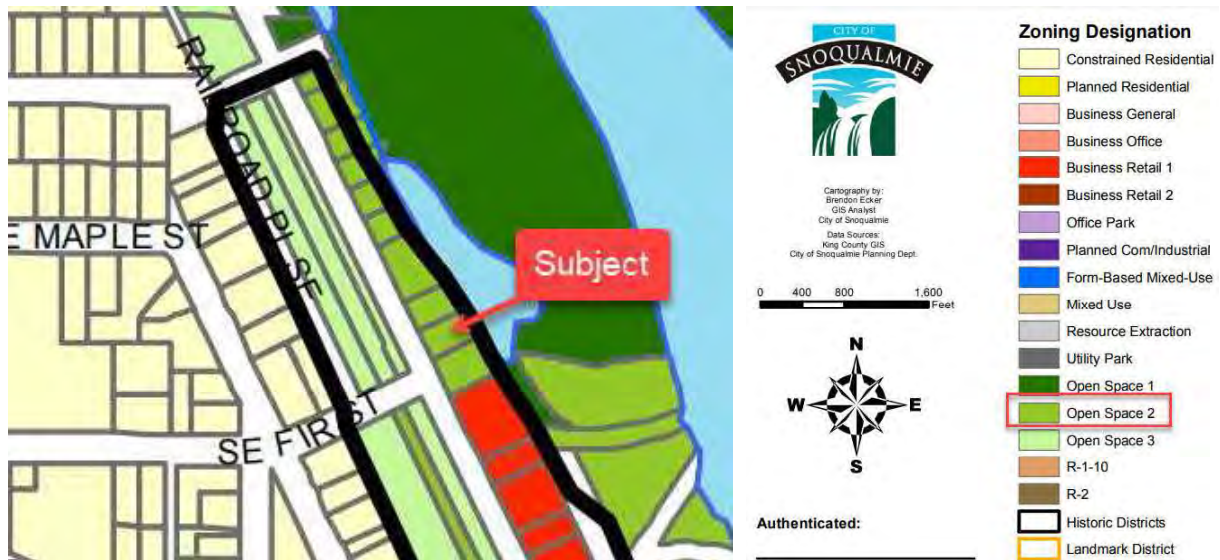 RAILROAD PL SE
E MAPLE ST
Subject
SE FIRST
CITY OF
SNOQUALMIE
Cartography by:
Brendon Ecker
GIS Analyst
City of Snoqualmie
Data Sources:
King County GIS
City of Snoqualmie Planning Dept.
0 400 800 1,600
Feet
N
W E
S
Authenticated:
Zoning Designation
Constrained Residential
Planned Residential
Business General
Business Office
Business Retail 1
Business Retail 2
Office Park
Planned Com/Industrial
Form-Based Mixed-Use
Mixed Use
Resource Extraction
Utility Park
Open Space 1
Open Space 2
Open Space 3
R-1-10
R-2
Historic Districts
Landmark District